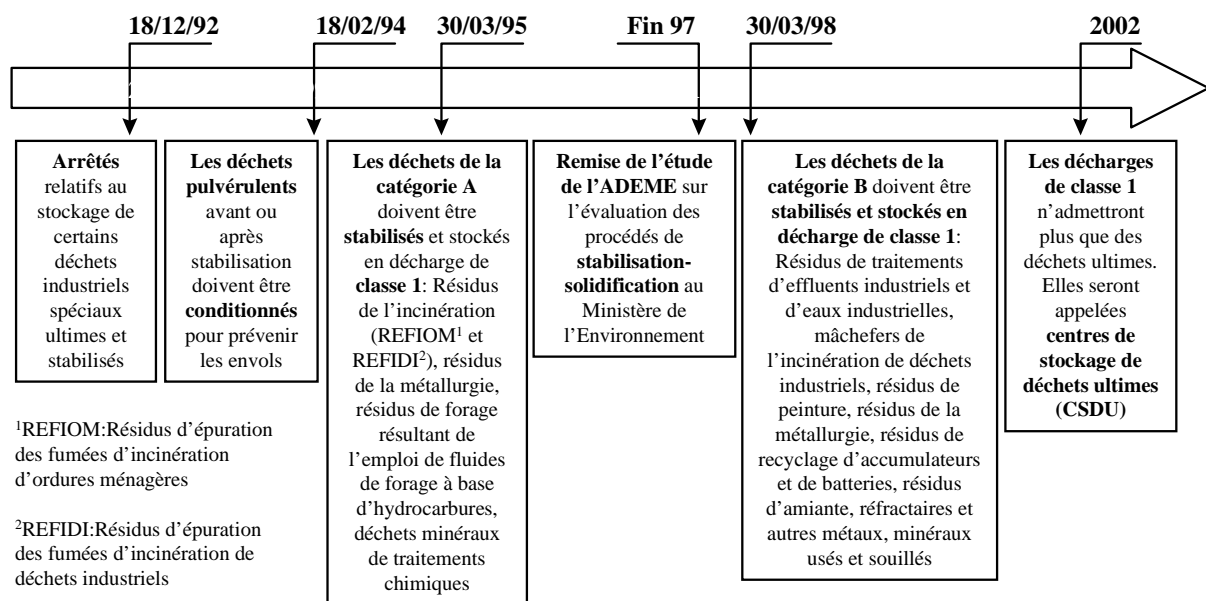 18/12/92
18/02/94
30/03/95
Fin 97
30/03/98
2002
Arrêtés
relatifs au
stockage de
certains
déchets
industriels
spéciaux
ultimes et
stabilisés
Les déchets
pulvérulents
avant ou
après
stabilisation
doivent être
conditionnés
pour prévenir
les envols
Les déchets de la
catégorie A
doivent être
stabilisés et stockés
en décharge de
classe 1: Résidus
de l'incinération
(REFIOM¹ et
REFIDI²), résidus
de la métallurgie,
résidus de forage
résultant de
l'emploi de fluides
de forage à base
d'hydrocarbures,
déchets minéraux
de traitements
chimiques
Remise de l'étude
de l'ADEME sur
l'évaluation des
procédés de
stabilisation-
solidification au
Ministère de
l'Environnement
Les déchets de la
catégorie B doivent être
stabilisés et stockés en
décharge de classe 1:
Résidus de traitements
d'effluents industriels et
d'eaux industrielles,
mâchefers de
l'incinération de déchets
industriels, résidus de
peinture, résidus de la
métallurgie, résidus de
recyclage d'accumulateurs
et de batteries, résidus
d'amiante, réfractaires et
autres métaux, minéraux
usés et souillés
Les décharges
de classe 1
n'admettront
plus que des
déchets ultimes.
Elles seront
appelées
centres de
stockage de
déchets ultimes
(CSDU)
¹REFIOM:Résidus d'épuration
des fumées d'incinération
d'ordures ménagères
²REFIDI:Résidus d'épuration
des fumées d'incinération de
déchets industriels